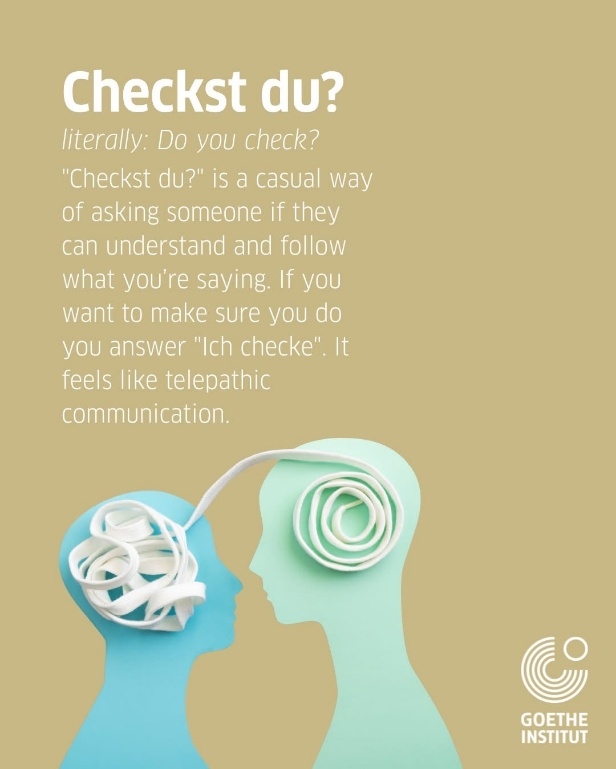 Checkst du?
literally: Do you check?
"Checkst du?" is a casual way
of asking someone if they
can understand and follow
what you're saying. If you
want to make sure you do
you answer "Ich checke". It
feels like telepathic
communication.
GOETHE
INSTITUT